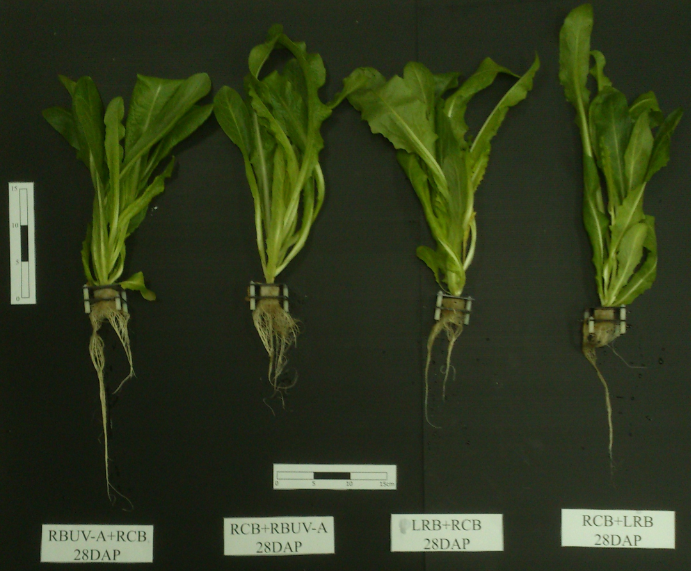 15
10
5
0
0 5 10 15cm
RBUV-A+RCB.
28DAP
RCB+RBUV-A
28DAP
LRB+RCB
28DAP
RCB+LRB
28DAP